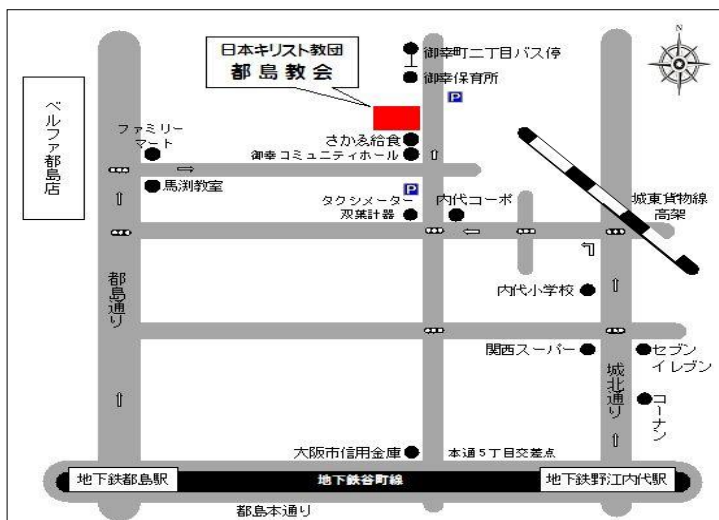 日本キリスト教団
都島教会
御幸町二丁目バス停
御幸保育所
N
P
ベルファ都島店
ファミリー
マート
さかゑ給食
御幸コミュニティホール
馬渕教室
P
タクシメーター
双葉計器
内代コーポ
城東貨物線
高架
都島通り
内代小学校
関西スーパー
セブン
イレブン
城北通り
コーナン
大阪市信用金庫
本通5丁目交差点
地下鉄都島駅
地下鉄谷町線
地下鉄野江内代駅
都島本通り